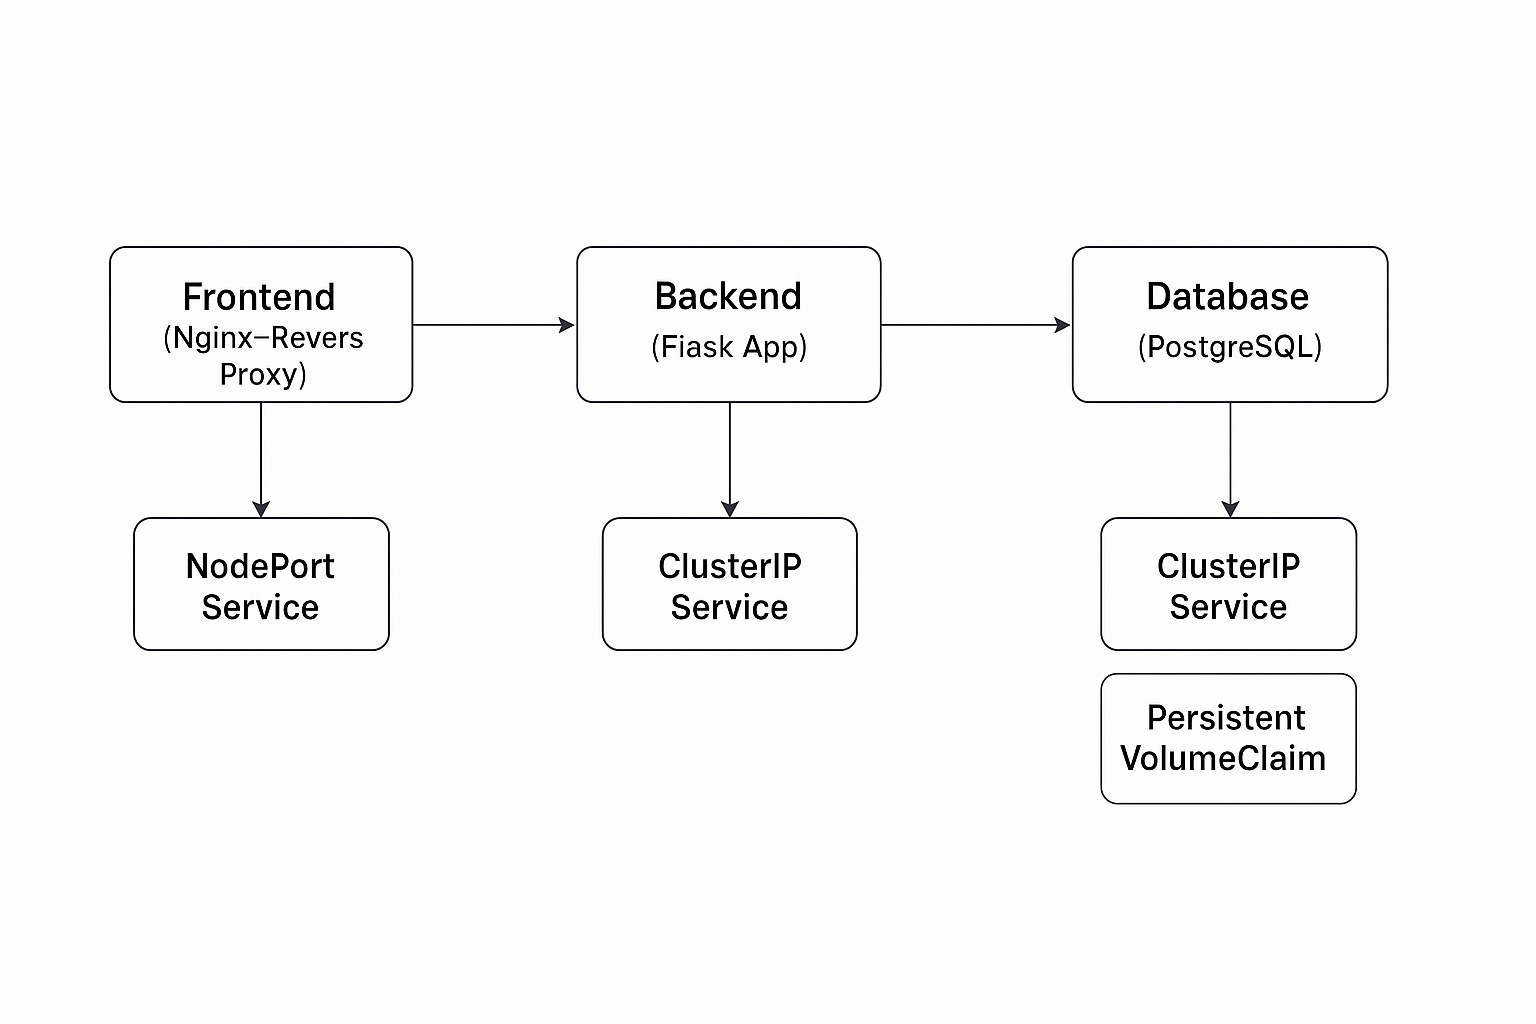 Frontend
(Nginx–Revers
Proxy)
Backend
(Fiask App)
Database
(PostgreSQL)
NodePort
Service
ClusterIP
Service
ClusterIP
Service
Persistent
VolumeClaim